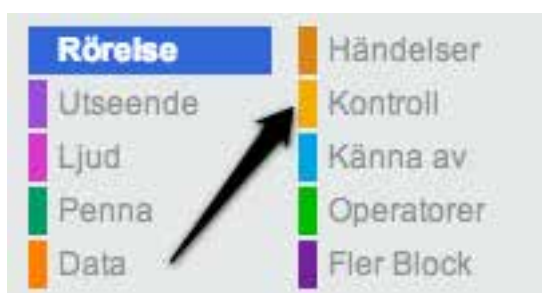 Rörelse
Utseende
Ljud
Penna
Data
Händelser
Kontroll
Känna av
Operatorer
Fler Block